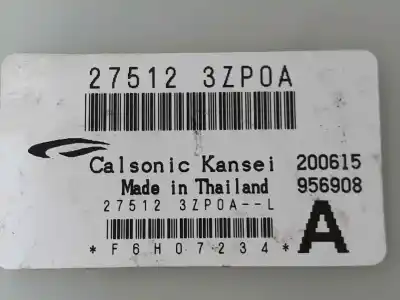 27512 3ZP0A
Calsonic Kansei 200615
Made in Thailand 956908
27512 3ZP0A--L
A
*F6H07234*